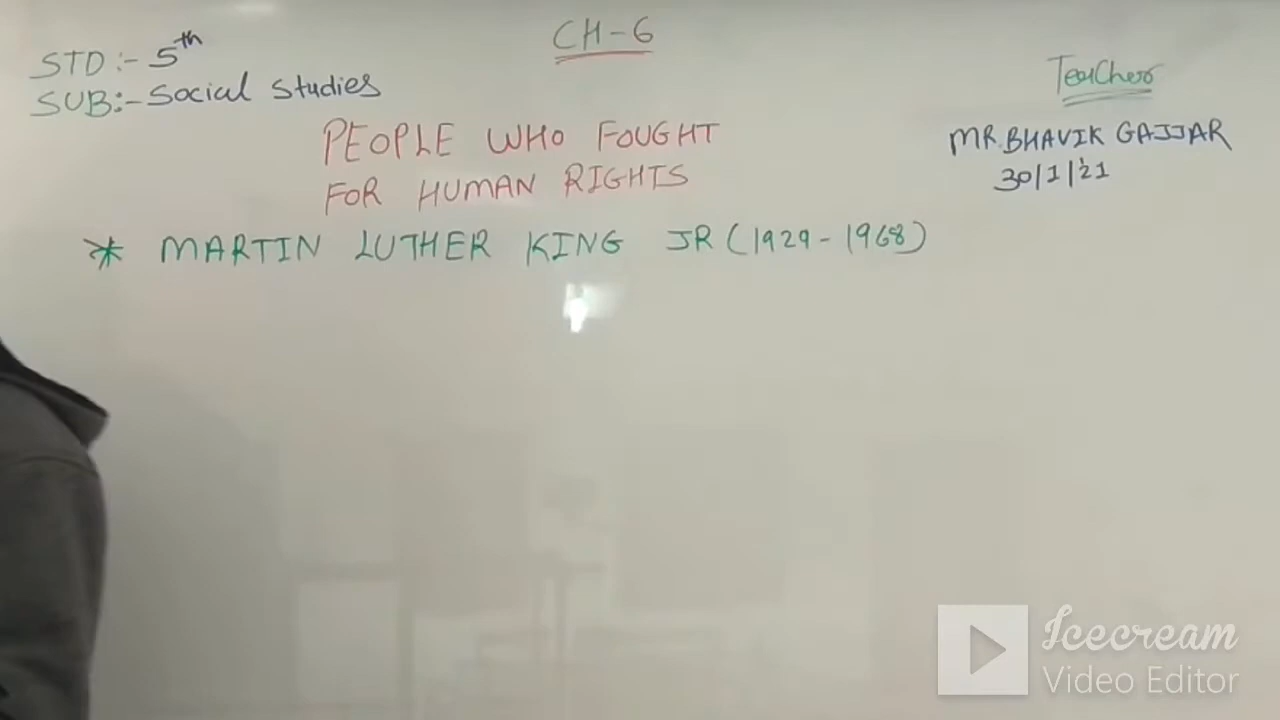 CH-6
STD:- 5th
SUB:- Social Studies
Teacher
PEOPLE WHO FOUGHT
FOR HUMAN RIGHTS
MR.BHAVIK GAJJAR
30/1/21
* MARTIN LUTHER KING JR (1929-1968)
Icecream
Video Editor